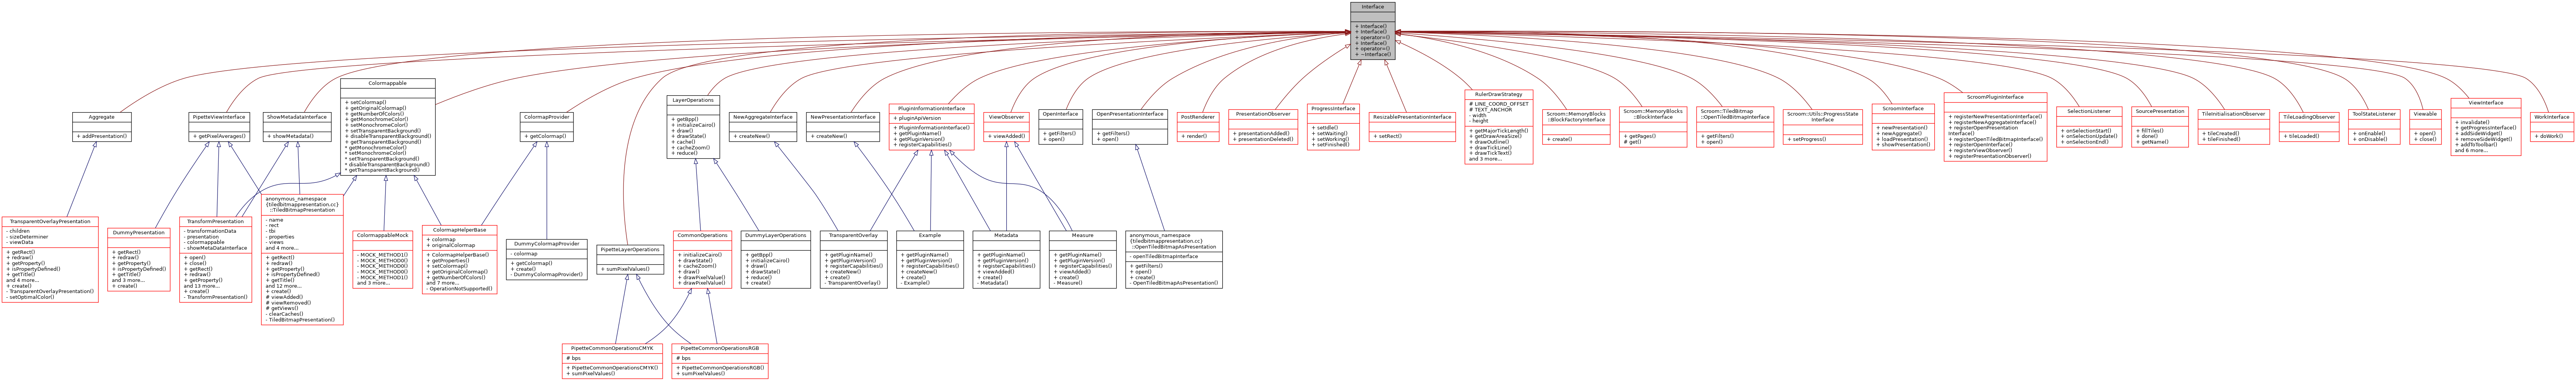 Interface
+ Interface()
+ Interface()
+ operator=()
+ Interface()
+ operator=()
+ ~Interface()
Aggregate
+ addPresentation()
PipetteViewInterface
+ getPixelAverages()
ShowMetadataInterface
+ showMetadata()
Colormappable
+ setColormap()
+ getOriginalColormap()
+ getNumberOfColors()
+ getMonochromeColor()
+ setMonochromeColor()
+ setTransparentBackground()
+ disableTransparentBackground()
+ getTransparentBackground()
* getMonochromeColor()
* setMonochromeColor()
* setTransparentBackground()
* disableTransparentBackground()
* getTransparentBackground()
ColormapProvider
+ getColormap()
LayerOperations
+ getBpp()
+ initializeCairo()
+ draw()
+ drawState()
+ cache()
+ cacheZoom()
+ reduce()
NewAggregateInterface
+ createNew()
NewPresentationInterface
+ createNew()
PluginInformationInterface
+ pluginApiVersion
+ PluginInformationInterface()
+ getPluginName()
+ getPluginVersion()
+ registerCapabilities()
ViewObserver
+ viewAdded()
OpenInterface
+ getFilters()
+ open()
OpenPresentationInterface
+ getFilters()
+ open()
PostRenderer
+ render()
PresentationObserver
+ presentationAdded()
+ presentationDeleted()
ProgressInterface
+ setIdle()
+ setWaiting()
+ setWorking()
+ setFinished()
ResizablePresentationInterface
+ setRect()
RulerDrawStrategy
# LINE_COORD_OFFSET
# TEXT_ANCHOR
- width
- height
+ getMajorTickLength()
+ getDrawAreaSize()
+ drawOutline()
+ drawTickLine()
+ drawTickText()
and 3 more...
Scroom::MemoryBlocks
::BlockFactoryInterface
+ create()
Scroom::MemoryBlocks
::BlockInterface
+ getPages()
# get()
Scroom::TiledBitmap
::OpenTiledBitmapInterface
+ getFilters()
+ open()
Scroom::Utils::ProgressState
Interface
+ setProgress()
ScroomInterface
+ newPresentation()
+ newAggregate()
+ loadPresentation()
+ showPresentation()
ScroomPluginInterface
+ registerNewPresentationInterface()
+ registerNewAggregateInterface()
+ registerOpenPresentation
Interface()
+ registerOpenTiledBitmapInterface()
+ registerOpenInterface()
+ registerViewObserver()
+ registerPresentationObserver()
SelectionListener
+ onSelectionStart()
+ onSelectionUpdate()
+ onSelectionEnd()
SourcePresentation
+ fillTiles()
+ done()
+ getName()
TileInitialisationObserver
+ tileCreated()
+ tileFinished()
TileLoadingObserver
+ tileLoaded()
ToolStateListener
+ onEnable()
+ onDisable()
Viewable
+ open()
+ close()
ViewInterface
+ invalidate()
+ getProgressInterface()
+ addSideWidget()
+ removeSideWidget()
+ addToToolbar()
and 6 more...
WorkInterface
+ doWork()
TransparentOverlayPresentation
- children
- sizeDeterminer
- viewData
+ getRect()
+ redraw()
+ getProperty()
+ isPropertyDefined()
+ getTitle()
and 4 more...
+ create()
- TransparentOverlayPresentation()
- setOptimalColor()
DummyPresentation
+ getRect()
+ redraw()
+ getProperty()
+ isPropertyDefined()
+ getTitle()
and 3 more...
+ create()
TransformPresentation
- transformationData
- presentation
- colormappable
- showMetaDataInterface
+ open()
+ close()
+ getRect()
+ redraw()
+ getProperty()
and 13 more...
+ create()
- TransformPresentation()
anonymous_namespace
{tiledbitmappresentation.cc}
::TiledBitmapPresentation
- name
- rect
- tbi
- properties
- views
and 4 more...
+ getRect()
+ redraw()
+ getProperty()
+ isPropertyDefined()
+ getTitle()
and 12 more...
+ create()
# viewAdded()
# viewRemoved()
# getViews()
- clearCaches()
- TiledBitmapPresentation()
ColormappableMock
- MOCK_METHOD1()
- MOCK_METHOD0()
- MOCK_METHOD0()
- MOCK_METHOD0()
- MOCK_METHOD1()
and 3 more...
ColormapHelperBase
+ colormap
+ originalColormap
+ ColormapHelperBase()
+ getProperties()
+ setColormap()
+ getOriginalColormap()
+ getNumberOfColors()
and 7 more...
- OperationNotSupported()
DummyColormapProvider
- colormap
+ getColormap()
+ create()
- DummyColormapProvider()
PipetteLayerOperations
+ sumPixelValues()
CommonOperations
+ initializeCairo()
+ drawState()
+ cacheZoom()
+ draw()
+ drawPixelValue()
+ drawPixelValue()
DummyLayerOperations
+ getBpp()
+ initializeCairo()
+ draw()
+ drawState()
+ reduce()
+ create()
TransparentOverlay
+ getPluginName()
+ getPluginVersion()
+ registerCapabilities()
+ createNew()
+ create()
- TransparentOverlay()
Example
+ getPluginName()
+ getPluginVersion()
+ registerCapabilities()
+ createNew()
+ create()
- Example()
Metadata
+ getPluginName()
+ getPluginVersion()
+ registerCapabilities()
+ viewAdded()
+ create()
- Metadata()
Measure
+ getPluginName()
+ getPluginVersion()
+ viewAdded()
+ registerCapabilities()
+ create()
- Measure()
anonymous_namespace
{tiledbitmappresentation.cc}
::OpenTiledBitmapAsPresentation
- openTiledBitmapInterface
+ getFilters()
+ open()
+ create()
- OpenTiledBitmapAsPresentation()
PipetteCommonOperationsCMYK
# bps
+ PipetteCommonOperationsCMYK()
+ sumPixelValues()
PipetteCommonOperationsRGB
# bps
+ PipetteCommonOperationsRGB()
+ sumPixelValues()